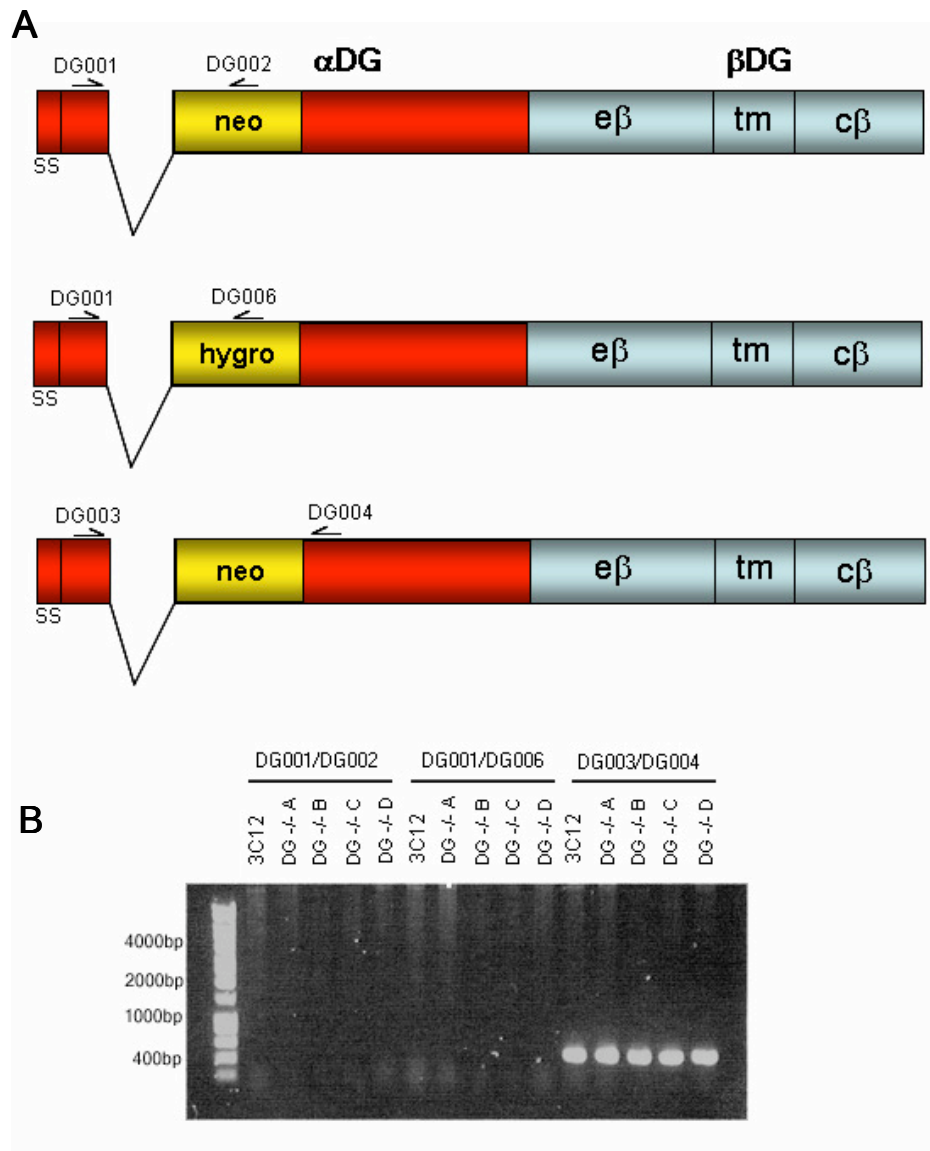 A
DG001 DG002 αDG βDG
neo eβ tm cβ
SS
DG001 DG006
hygro eβ tm cβ
SS
DG003 DG004
neo eβ tm cβ
SS
B
DG001/DG002 DG001/DG006 DG003/DG004
3C12 DG -/- A DG -/- B DG -/- C DG -/- D 3C12 DG -/- A DG -/- B DG -/- C DG -/- D 3C12 DG -/- A DG -/- B DG -/- C DG -/- D
4000bp
2000bp
1000bp
400bp